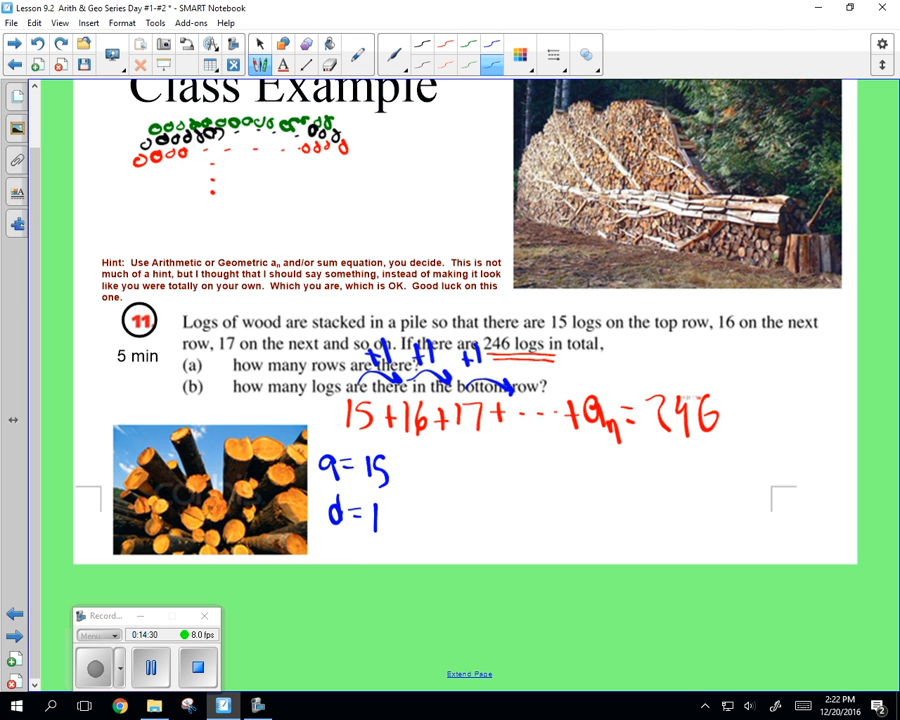 Lesson 9.2 Arith & Geo Series Day #1-#2 * - SMART Notebook
File Edit View Insert Format Tools Add-ons Help
Class Example
Hint: Use Arithmetic or Geometric an and/or sum equation, you decide. This is not
much of a hint, but I thought that I should say something, instead of making it look
like you were totally on your own. Which you are, which is OK. Good luck on this
one.
11. Logs of wood are stacked in a pile so that there are 15 logs on the top row, 16 on the next
5 min row, 17 on the next and so on. If there are 246 logs in total,
+1 +1 +1
(a) how many rows are there?
(b) how many logs are there in the bottom row?
15+16+17+ ... +an = 246
a = 15
d = 1
Record...
Menu...
0:14:30 8.0 fps
Extend Page
2:22 PM
12/20/2016
2